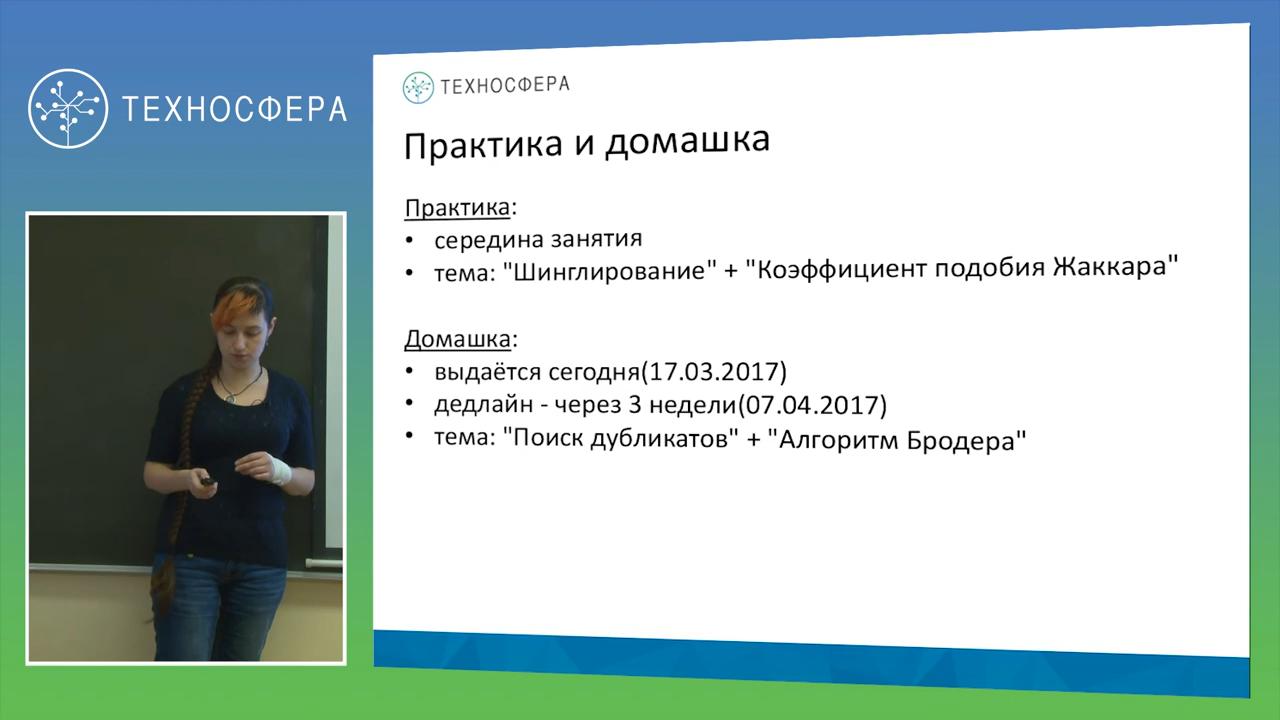 ТЕХНОСФЕРА
ТЕХНОСФЕРА
Практика и домашка
Практика:
• середина занятия
• тема: "Шинглирование" + "Коэффициент подобия Жаккара"
Домашка:
• выдаётся сегодня(17.03.2017)
• дедлайн - через 3 недели(07.04.2017)
• тема: "Поиск дубликатов" + "Алгоритм Бродера"